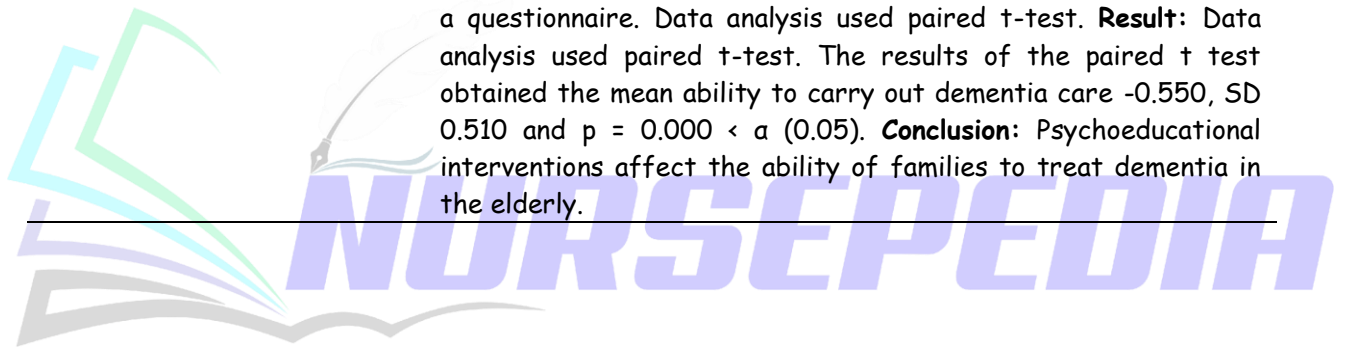 a questionnaire. Data analysis used paired t-test. Result: Data
analysis used paired t-test. The results of the paired t test
obtained the mean ability to carry out dementia care -0.550, SD
0.510 and p = 0.000 < α (0.05). Conclusion: Psychoeducational
interventions affect the ability of families to treat dementia in
the elderly.
NURSEPEDIA